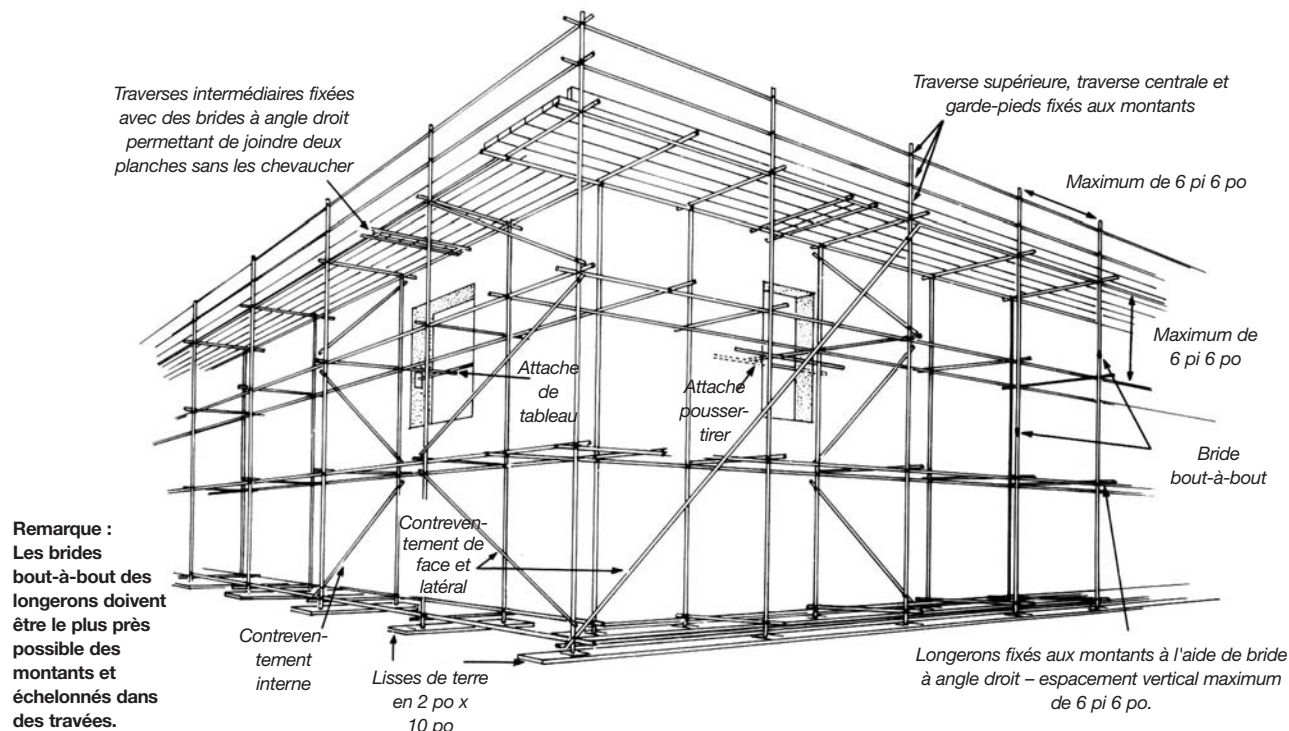 Traverses intermédiaires fixées
avec des brides à angle droit
permettant de joindre deux
planches sans les chevaucher
Traverse supérieure, traverse centrale et
garde-pieds fixés aux montants
Maximum de 6 pi 6 po
Maximum de
6 pi 6 po
Attache
de
tableau
Attache
pousser-
tirer
Bride
bout-à-bout
Remarque :
Les brides
bout-à-bout des
longerons doivent
être le plus près
possible des
montants et
échelonnés dans
des travées.
Contreven-
tement de
face et
latéral
Contreven-
tement
interne
Lisses de terre
en 2 po x
10 po
Longerons fixés aux montants à l'aide de bride
à angle droit – espacement vertical maximum
de 6 pi 6 po.